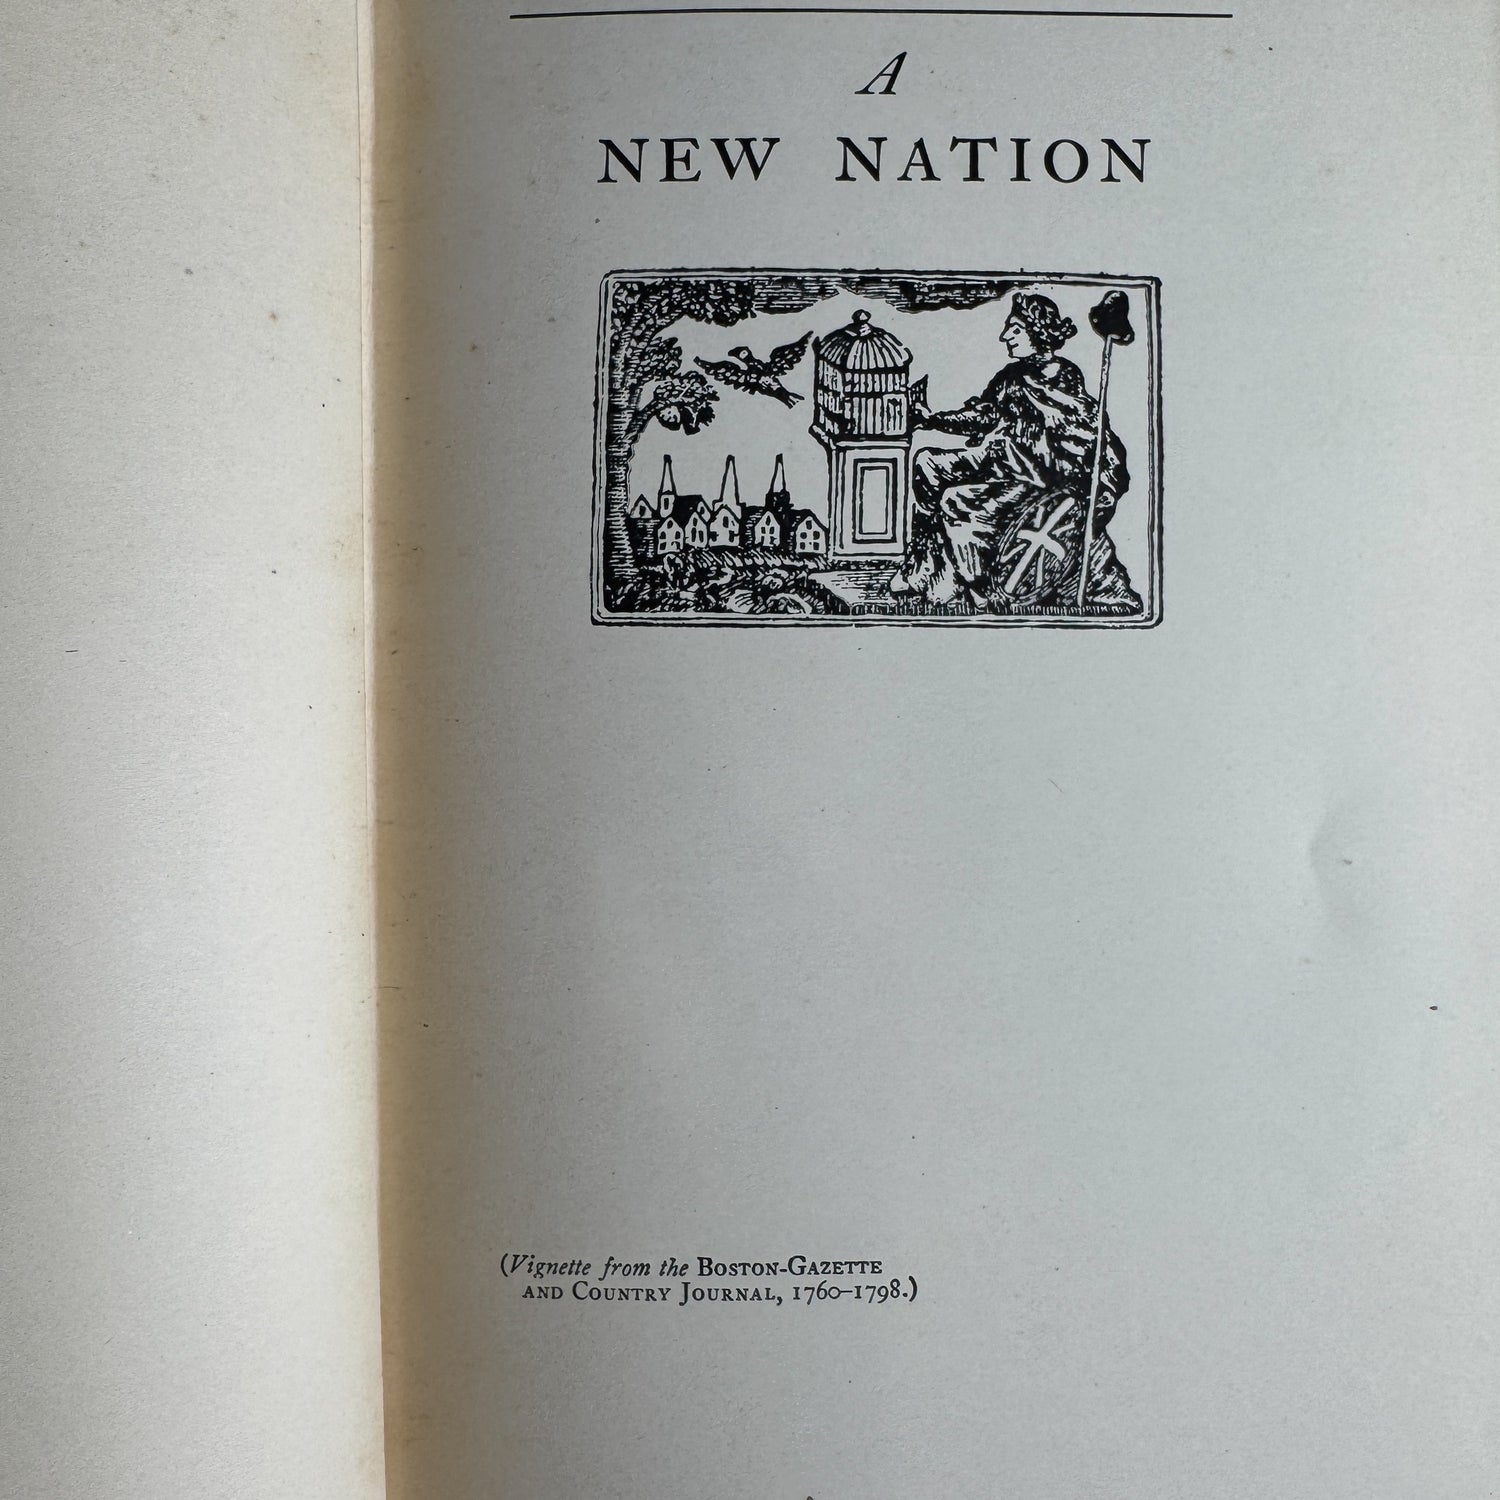 A
NEW NATION
(Vignette from the BOSTON-GAZETTE
AND COUNTRY JOURNAL, 1760–1798.)